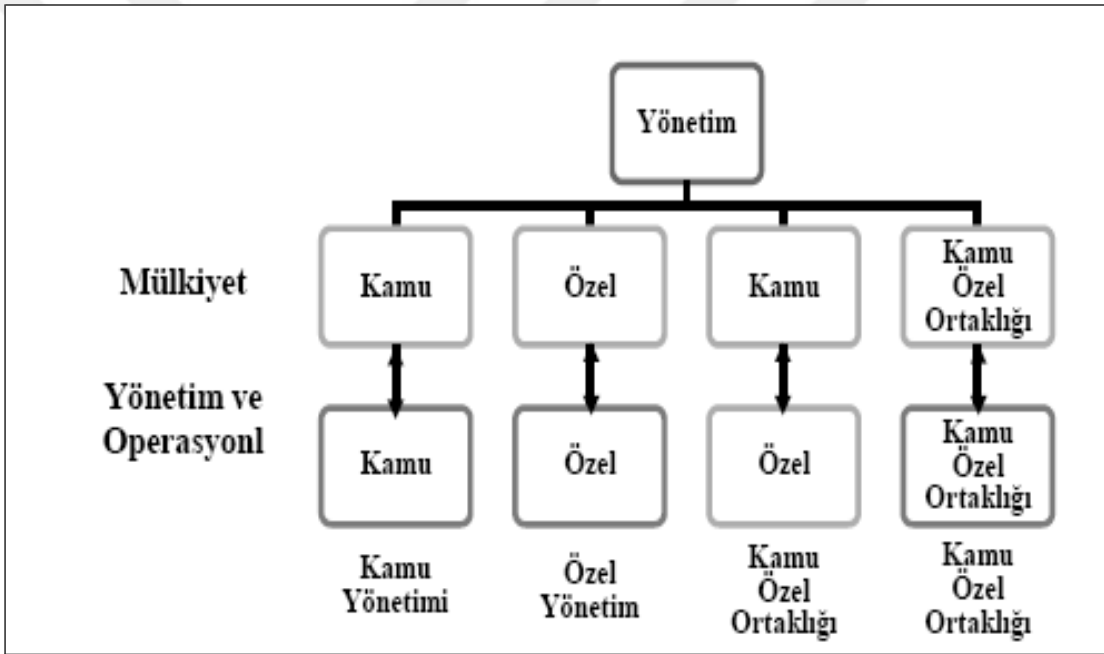 Yönetim
Mülkiyet
Kamu
Özel
Kamu
Kamu
Özel
Ortaklığı
Yönetim ve
Operasyonl
Kamu
Özel
Özel
Kamu
Özel
Ortaklığı
Kamu
Yönetimi
Özel
Yönetim
Kamu
Özel
Ortaklığı
Kamu
Özel
Ortaklığı